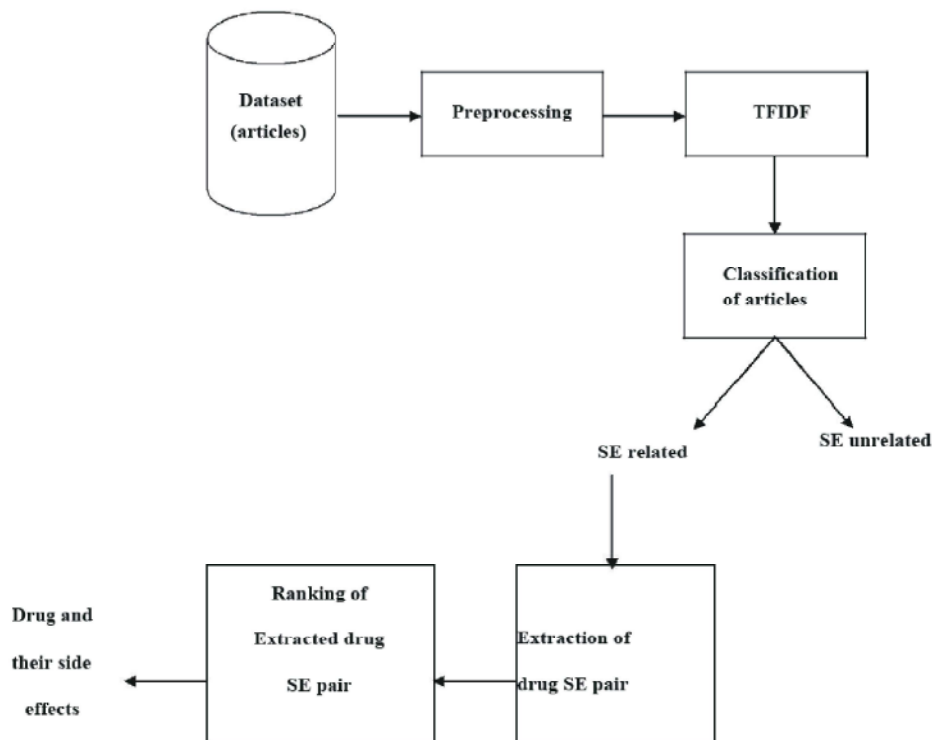 Dataset
(articles)
Preprocessing
TFIDF
Classification
of articles
SE related
SE unrelated
Extraction of
drug SE pair
Ranking of
Extracted drug
SE pair
Drug and
their side
effects